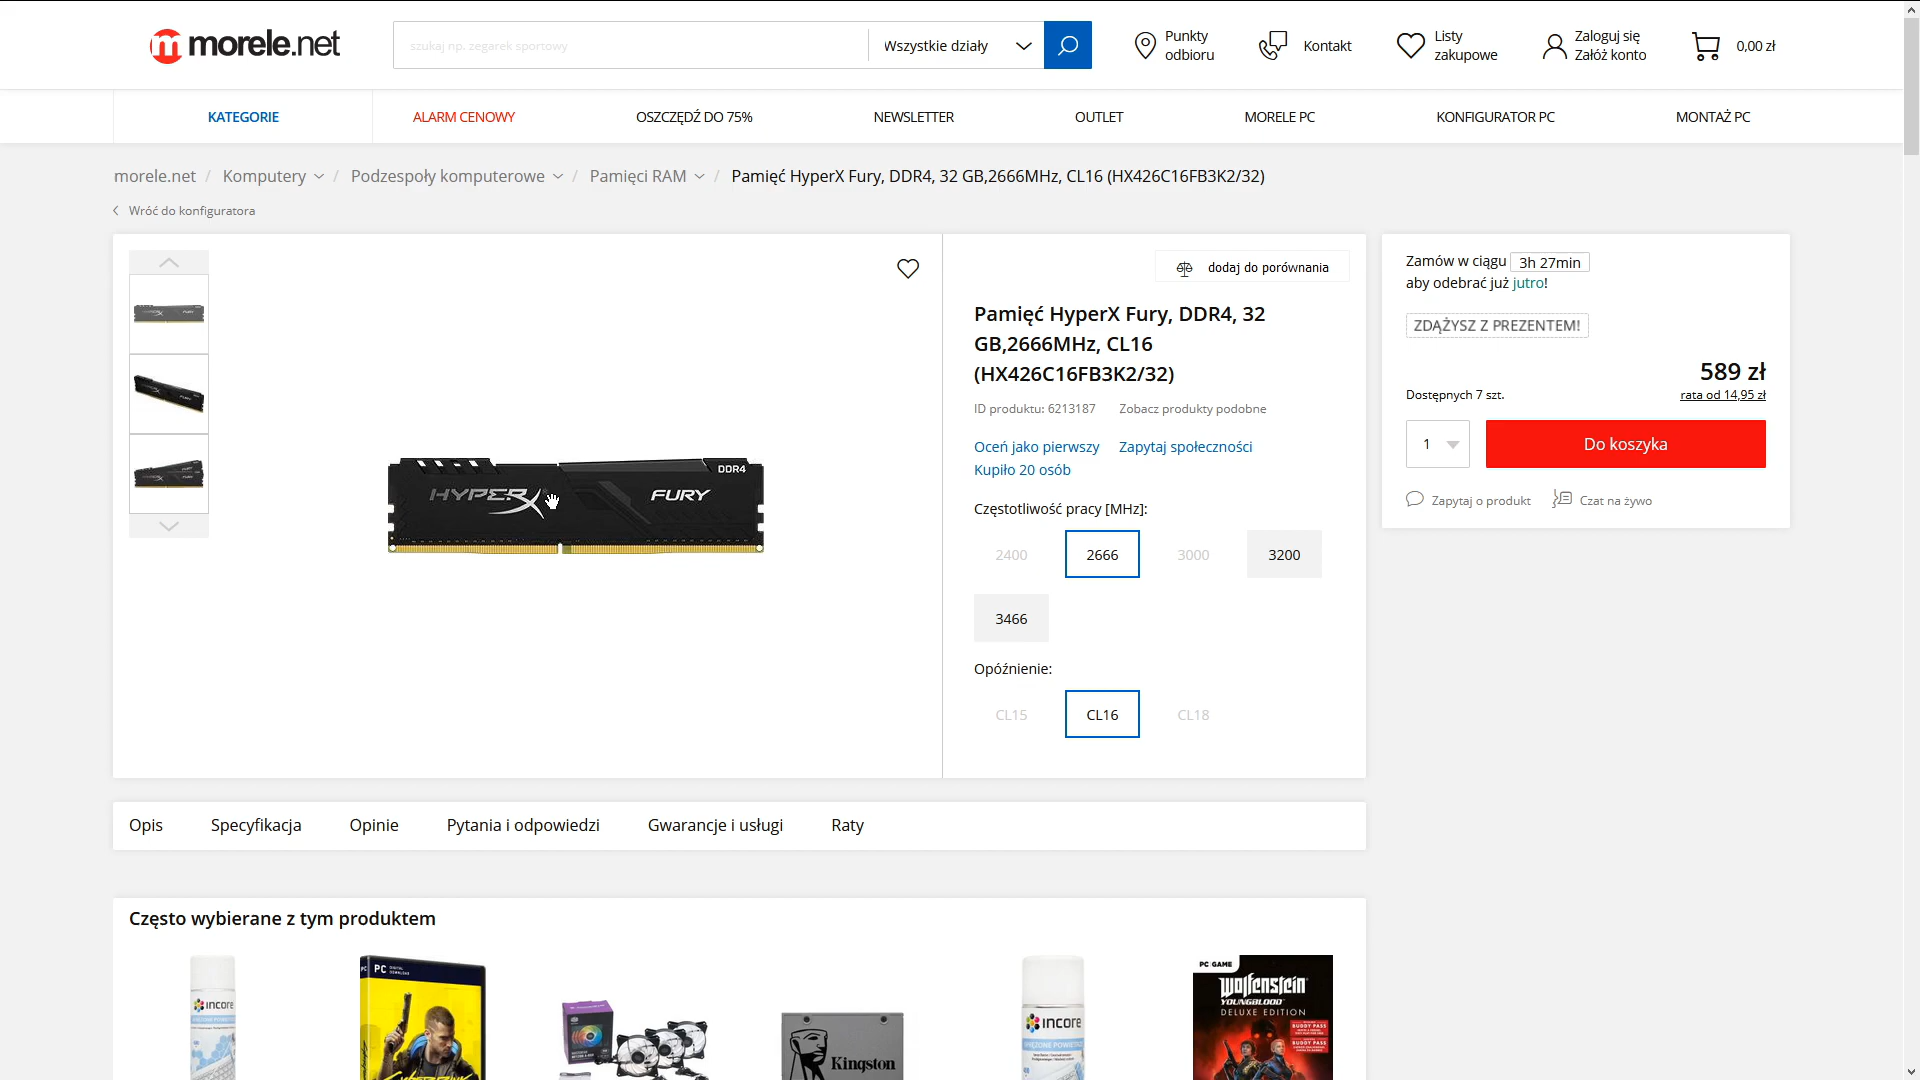 morele.net
szukaj np. zegarek sportowy
Wszystkie działy
Punkty
odbioru
Kontakt
Listy
zakupowe
Zaloguj się
Załóż konto
0,00 zł
KATEGORIE
ALARM CENOWY
OSZCZĘDŹ DO 75%
NEWSLETTER
OUTLET
MORELE PC
KONFIGURATOR PC
MONTAŻ PC
morele.net / Komputery / Podzespoły komputerowe / Pamięci RAM / Pamięć HyperX Fury, DDR4, 32 GB,2666MHz, CL16 (HX426C16FB3K2/32)
Wróć do konfiguratora
DDR4
HYPERX
FURY
dodaj do porównania
Pamięć HyperX Fury, DDR4, 32
GB,2666MHz, CL16
(HX426C16FB3K2/32)
ID produktu: 6213187
Zobacz produkty podobne
Oceń jako pierwszy
Zapytaj społeczności
Kupiło 20 osób
Częstotliwość pracy [MHz]:
2400
2666
3000
3200
3466
Opóźnienie:
CL15
CL16
CL18
Zamów w ciągu 3h 27min
aby odebrać już jutro!
ZDĄŻYSZ Z PREZENTEM!
589 zł
Dostępnych 7 szt.
rata od 14,95 zł
1
Do koszyka
Zapytaj o produkt
Czat na żywo
Opis
Specyfikacja
Opinie
Pytania i odpowiedzi
Gwarancje i usługi
Raty
Często wybierane z tym produktem
incore
PC
Kingston
incore
PC GAME
Wolfenstein
YOUNGBLOOD
DELUXE EDITION
BUDDY PASS
BUDDY PASS